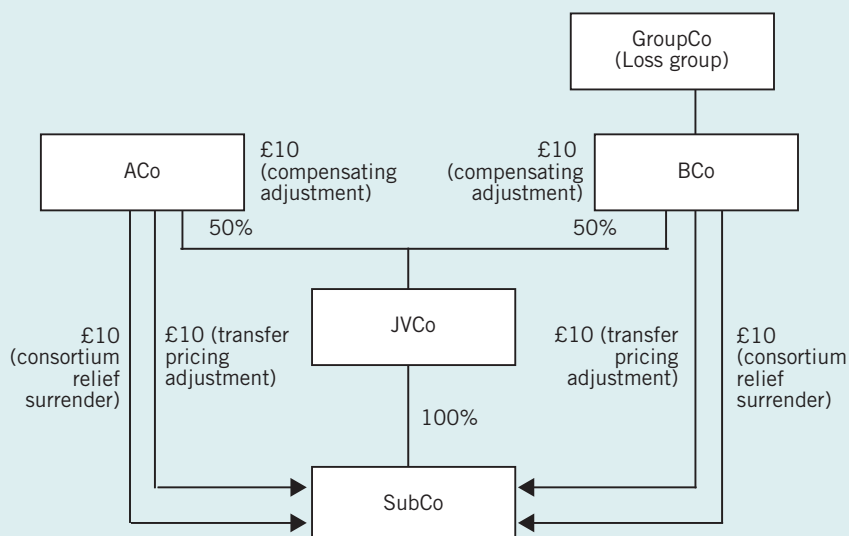 GroupCo
(Loss group)
ACo
£10
(compensating
adjustment)
£10
(compensating
adjustment)
BCo
50%
50%
JVCo
£10
(consortium
relief
surrender)
£10 (transfer
pricing
adjustment)
£10 (transfer
pricing
adjustment)
£10
(consortium
relief
surrender)
100%
SubCo